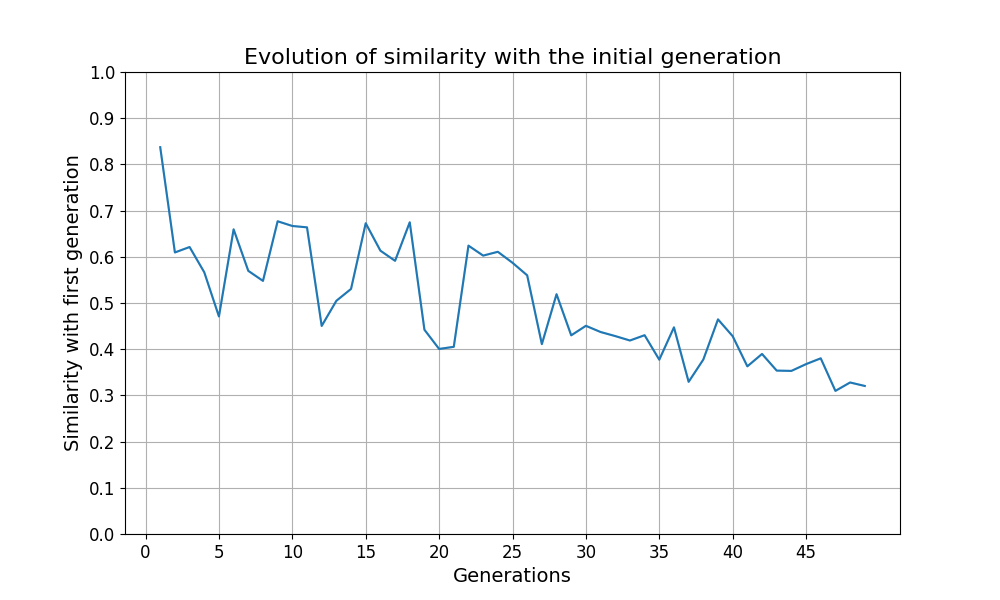 Evolution of similarity with the initial generation
1.0
0.9
0.8
0.7
0.6
0.5
0.4
0.3
0.2
0.1
0.0
Similarity with first generation
0 5 10 15 20 25 30 35 40 45
Generations